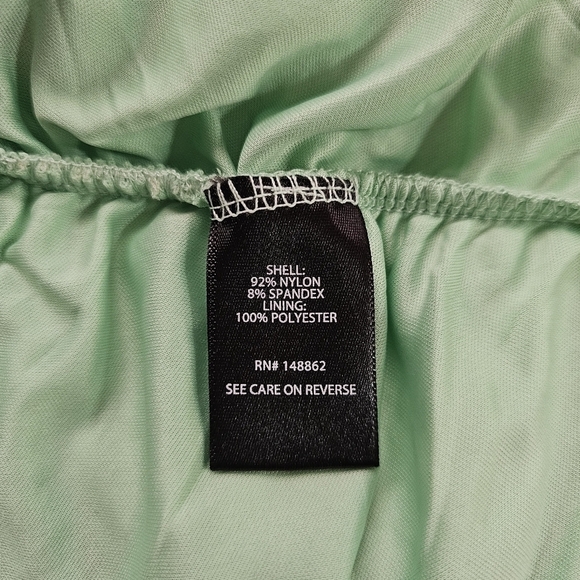 SHELL:
92% NYLON
8% SPANDEX
LINING:
100% POLYESTER
RN# 148862
SEE CARE ON REVERSE